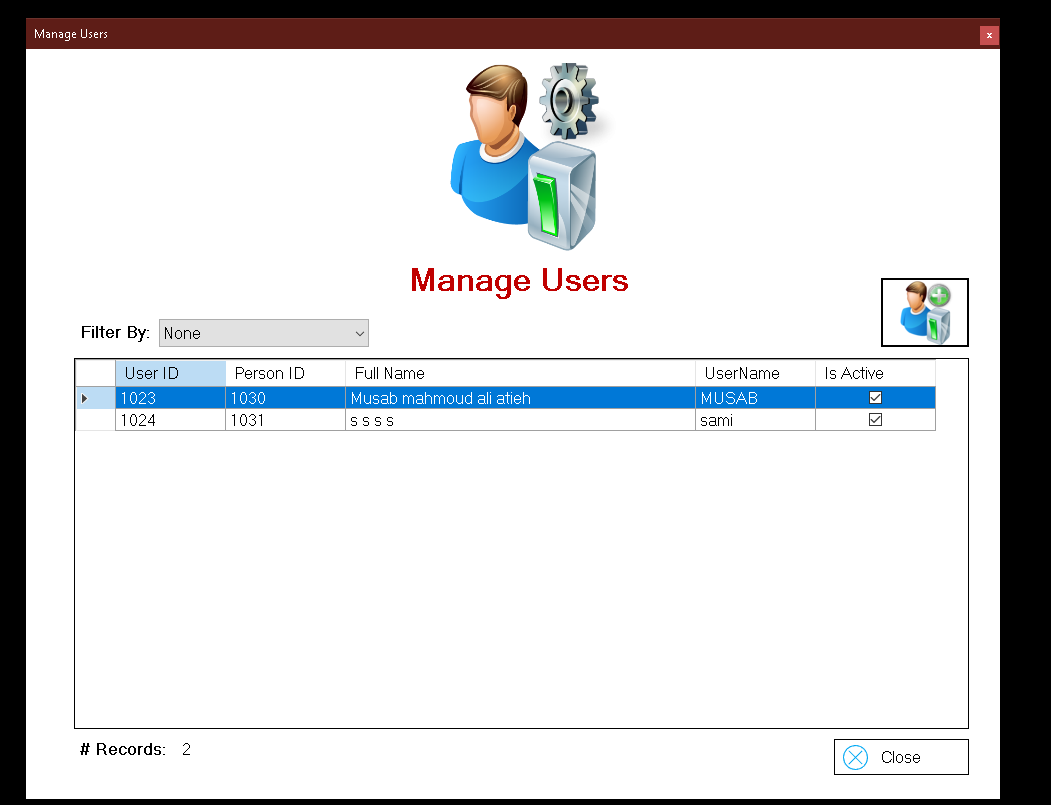 Manage Users
x
Manage Users
Filter By: None
User ID Person ID Full Name UserName Is Active
1023 1030 Musab mahmoud ali atieh MUSAB
1024 1031 s s s s sami
# Records: 2
Close